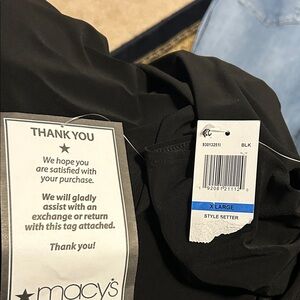 THANK YOU
We hope
you are
satisfied with
your purchase.
We will gladly
assist with an
exchange or return
with this tag attached.
Thank you!
macy's
BLK
X LARGE
STYLE SETTER